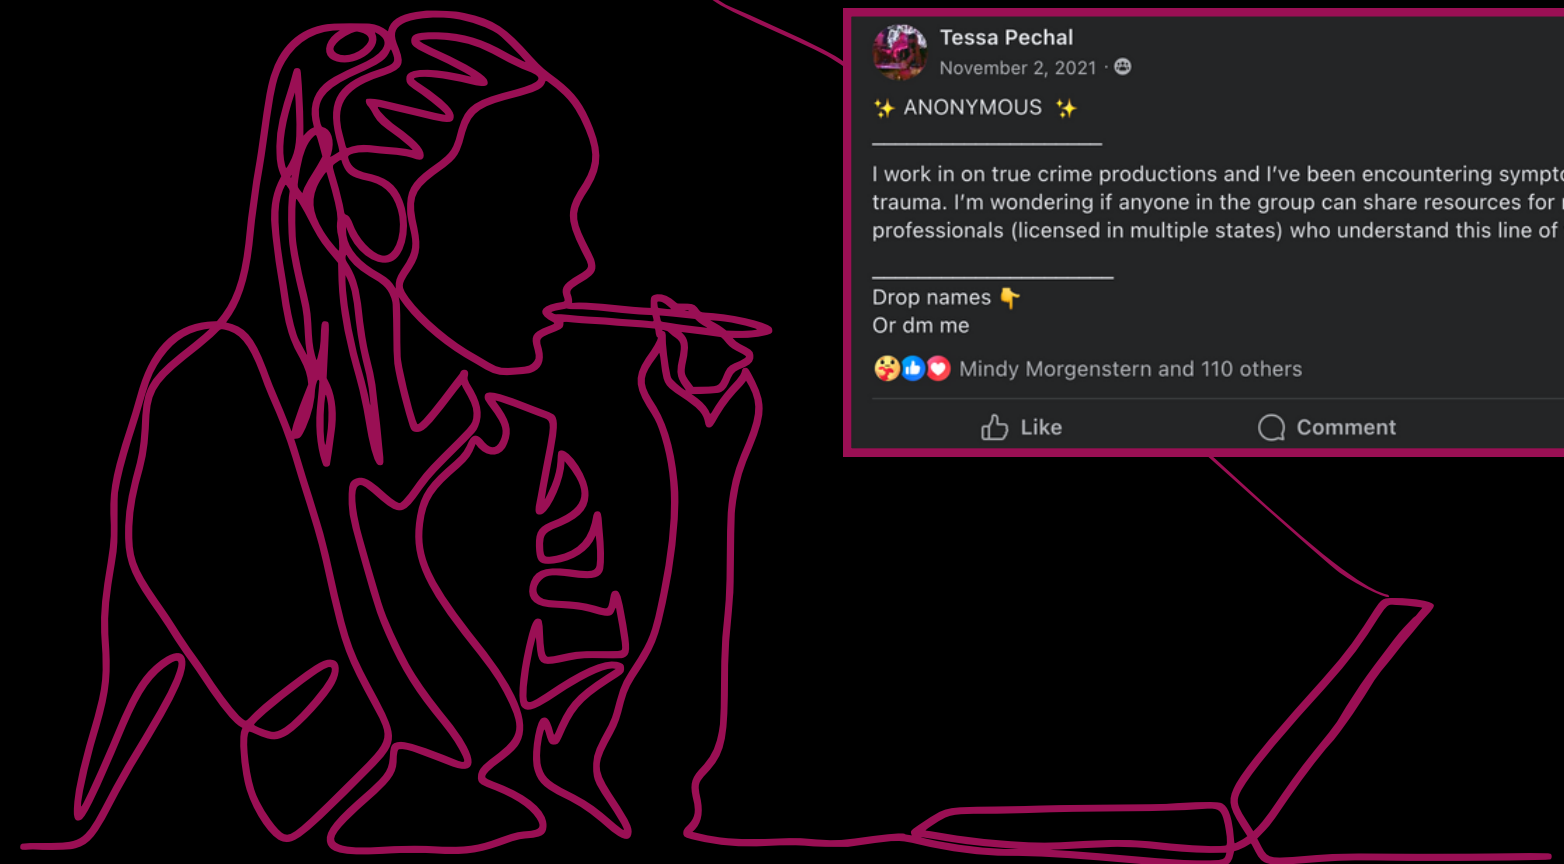 Tessa Pechal
November 2, 2021 ·
✨ ANONYMOUS ✨
I work in on true crime productions and I've been encountering
trauma. I'm wondering if anyone in the group can share resources for
professionals (licensed in multiple states) who understand this line of
Drop names 👇
Or dm me
Mindy Morgenstern and 110 others
Like
Comment